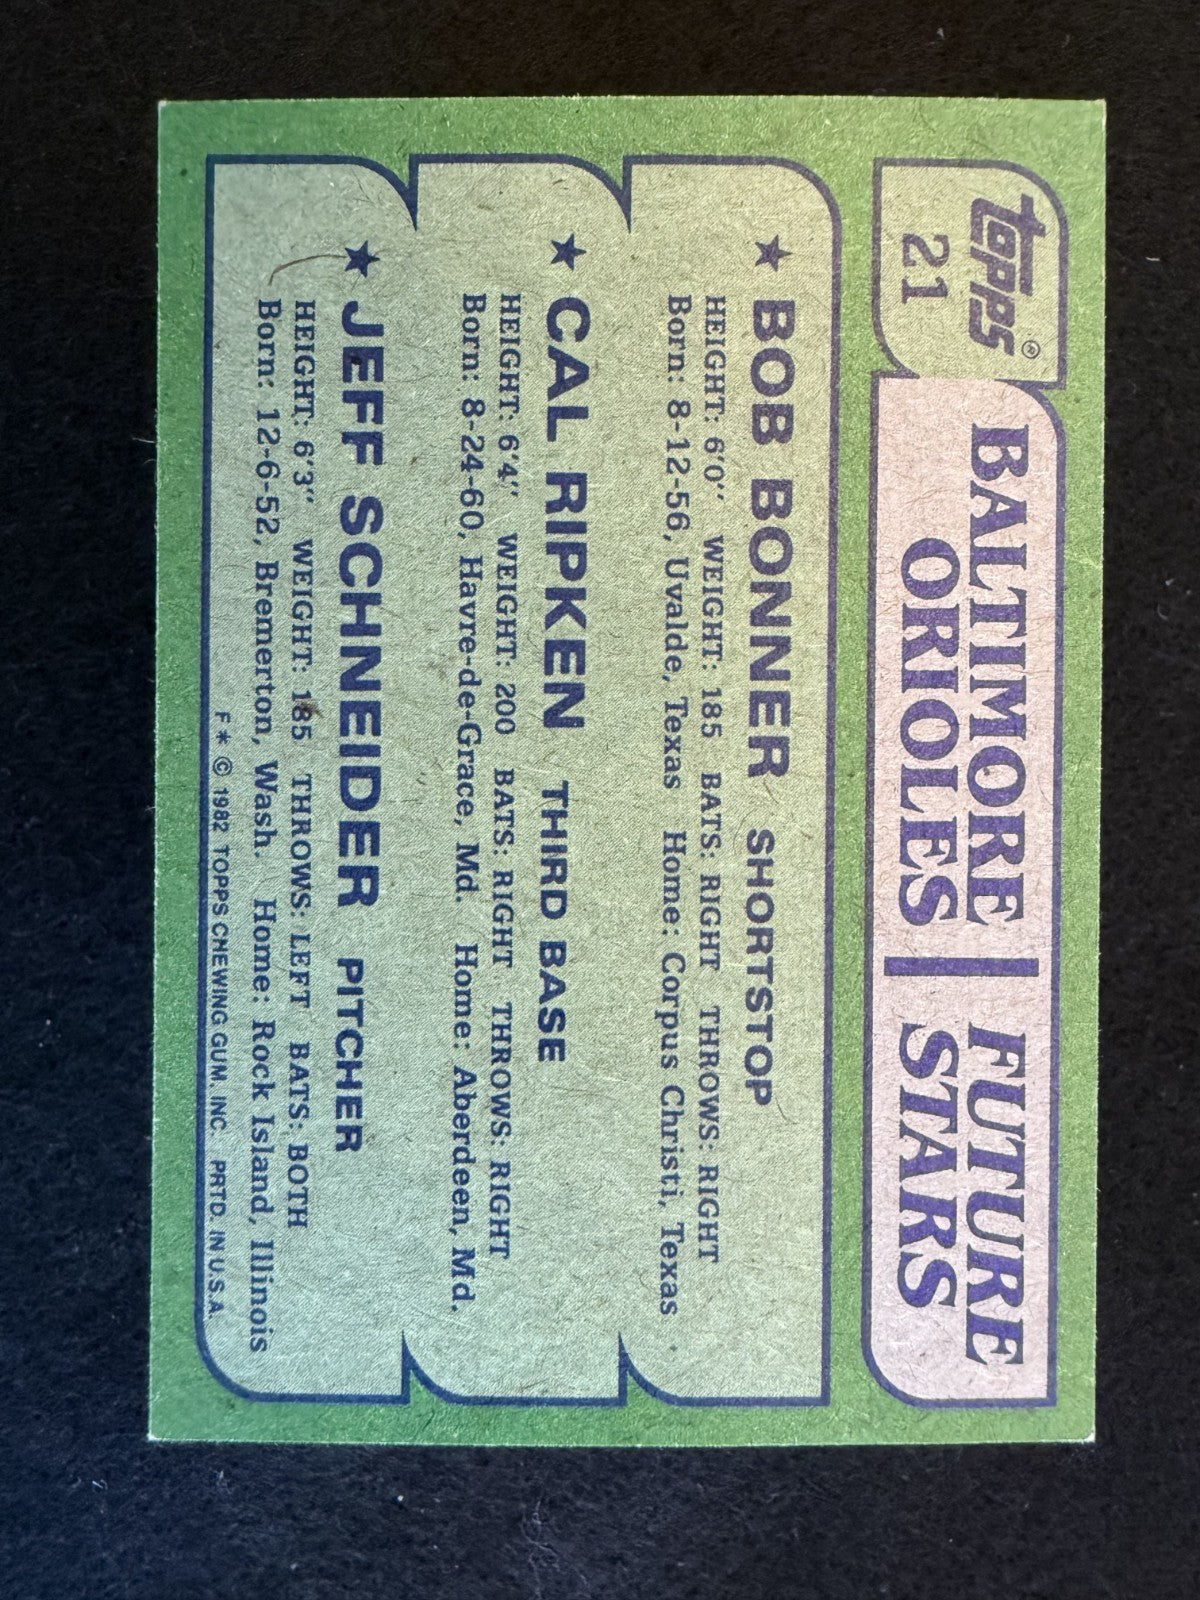 topps®
21
BALTIMORE
ORIOLES
FUTURE
STARS
★ BOB BONNER SHORTSTOP
HEIGHT: 6'0" WEIGHT: 185 BATS: RIGHT THROWS: RIGHT
Born: 8-12-56, Uvalde, Texas Home: Corpus Christi, Texas
★ CAL RIPKEN THIRD BASE
HEIGHT: 6'4" WEIGHT: 200 BATS: RIGHT THROWS: RIGHT
Born: 8-24-60, Havre-de-Grace, Md. Home: Aberdeen, Md.
★ JEFF SCHNEIDER PITCHER
HEIGHT: 6'3" WEIGHT: 185 THROWS: LEFT BATS: BOTH
Born: 12-6-52, Bremerton, Wash. Home: Rock Island, Illinois
F* © 1982 TOPPS CHEWING GUM. INC. PRTD. IN U.S.A.